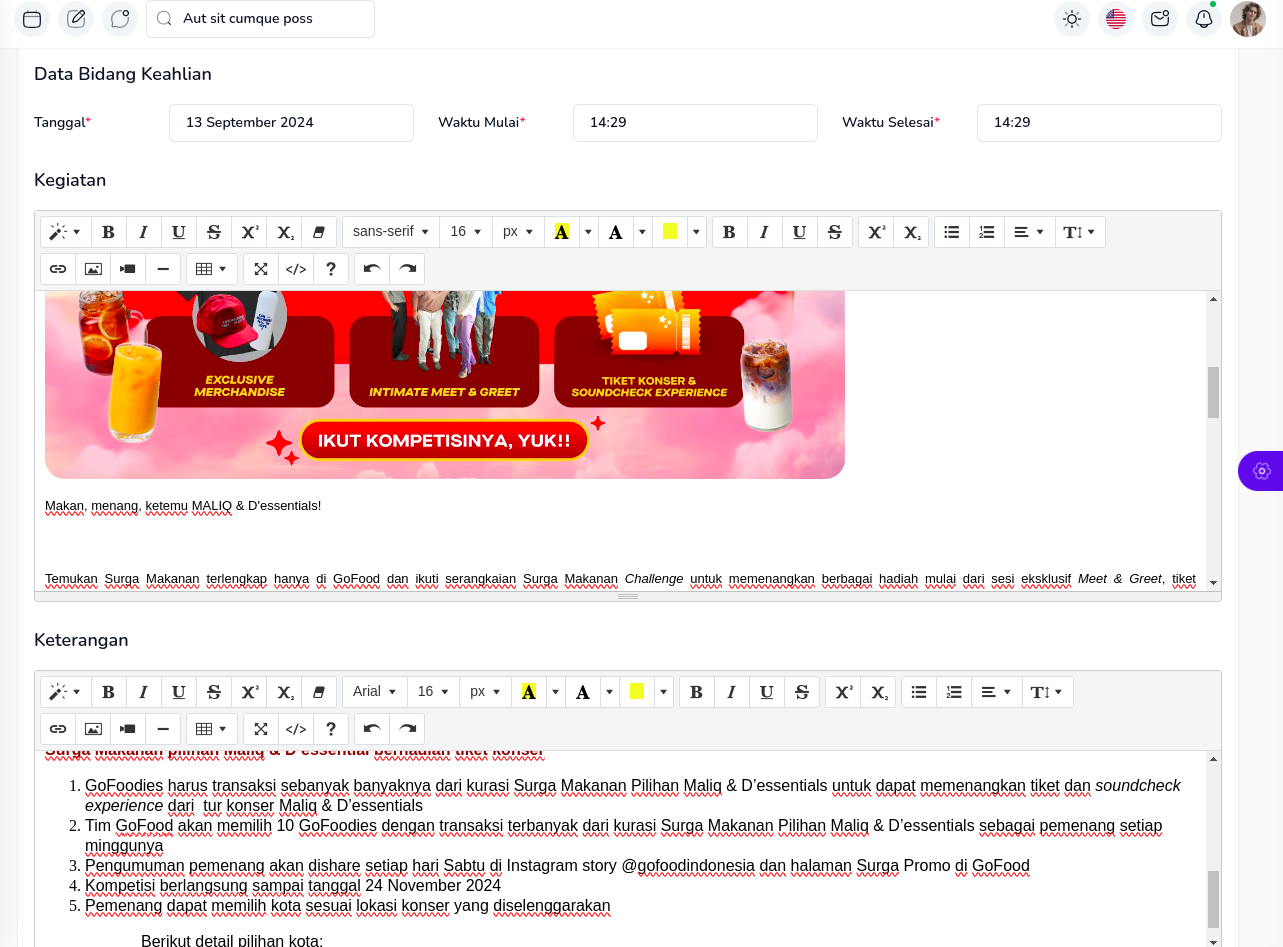 Aut sit cumque poss
Data Bidang Keahlian
Tanggal* 13 September 2024 Waktu Mulai* 14:29 Waktu Selesai* 14:29
Kegiatan
sans-serif 16 px
EXCLUSIVE
MERCHANDISE
INTIMATE MEET & GREET
TIKET KONSER &
SOUNDCHECK EXPERIENCE
IKUT KOMPETISINYA, YUK!!
Makan, menang, ketemu MALIQ & D'essentials!
Temukan Surga Makanan terlengkap hanya di GoFood dan ikuti serangkaian Surga Makanan Challenge untuk memenangkan berbagai hadiah mulai dari sesi eksklusif Meet & Greet, tiket
Keterangan
Arial 16 px
Surga Makanan pilihan Maliq & D'essential berhadiah tiket konser
1. GoFoodies harus transaksi sebanyak banyaknya dari kurasi Surga Makanan Pilihan Maliq & D’essentials untuk dapat memenangkan tiket dan soundcheck
experience dari tur konser Maliq & D’essentials
2. Tim GoFood akan memilih 10 GoFoodies dengan transaksi terbanyak dari kurasi Surga Makanan Pilihan Maliq & D’essentials sebagai pemenang setiap
minggunya
3. Pengumuman pemenang akan dishare setiap hari Sabtu di Instagram story @gofoodindonesia dan halaman Surga Promo di GoFood
4. Kompetisi berlangsung sampai tanggal 24 November 2024
5. Pemenang dapat memilih kota sesuai lokasi konser yang diselenggarakan
Berikut detail pilihan kota: